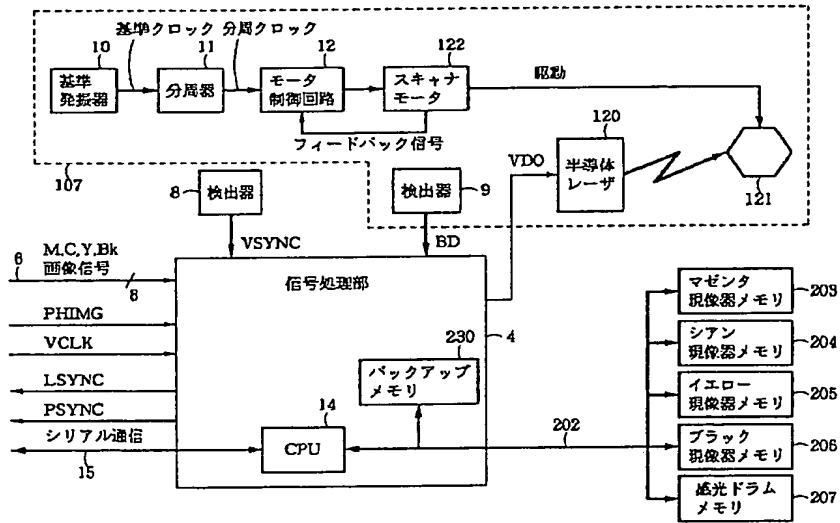 基準クロック 分周クロック
10
11
12
122
基準
発振器
分周器
モータ
制御回路
スキャナ
モータ
駆動
フィードバック信号
107
120
VDO
半導体
レーザ
121
8
検出器
検出器
9
VSYNC
BD
6
M,C,Y,Bk
画像信号
8
信号処理部
4
PHIMG
VCLK
LSYNC
PSYNC
シリアル通信
15
230
バックアップ
メモリ
14
CPU
202
マゼンタ
現像器メモリ
203
シアン
現像器メモリ
204
イエロー
現像器メモリ
205
ブラック
現像器メモリ
206
感光ドラム
メモリ
207